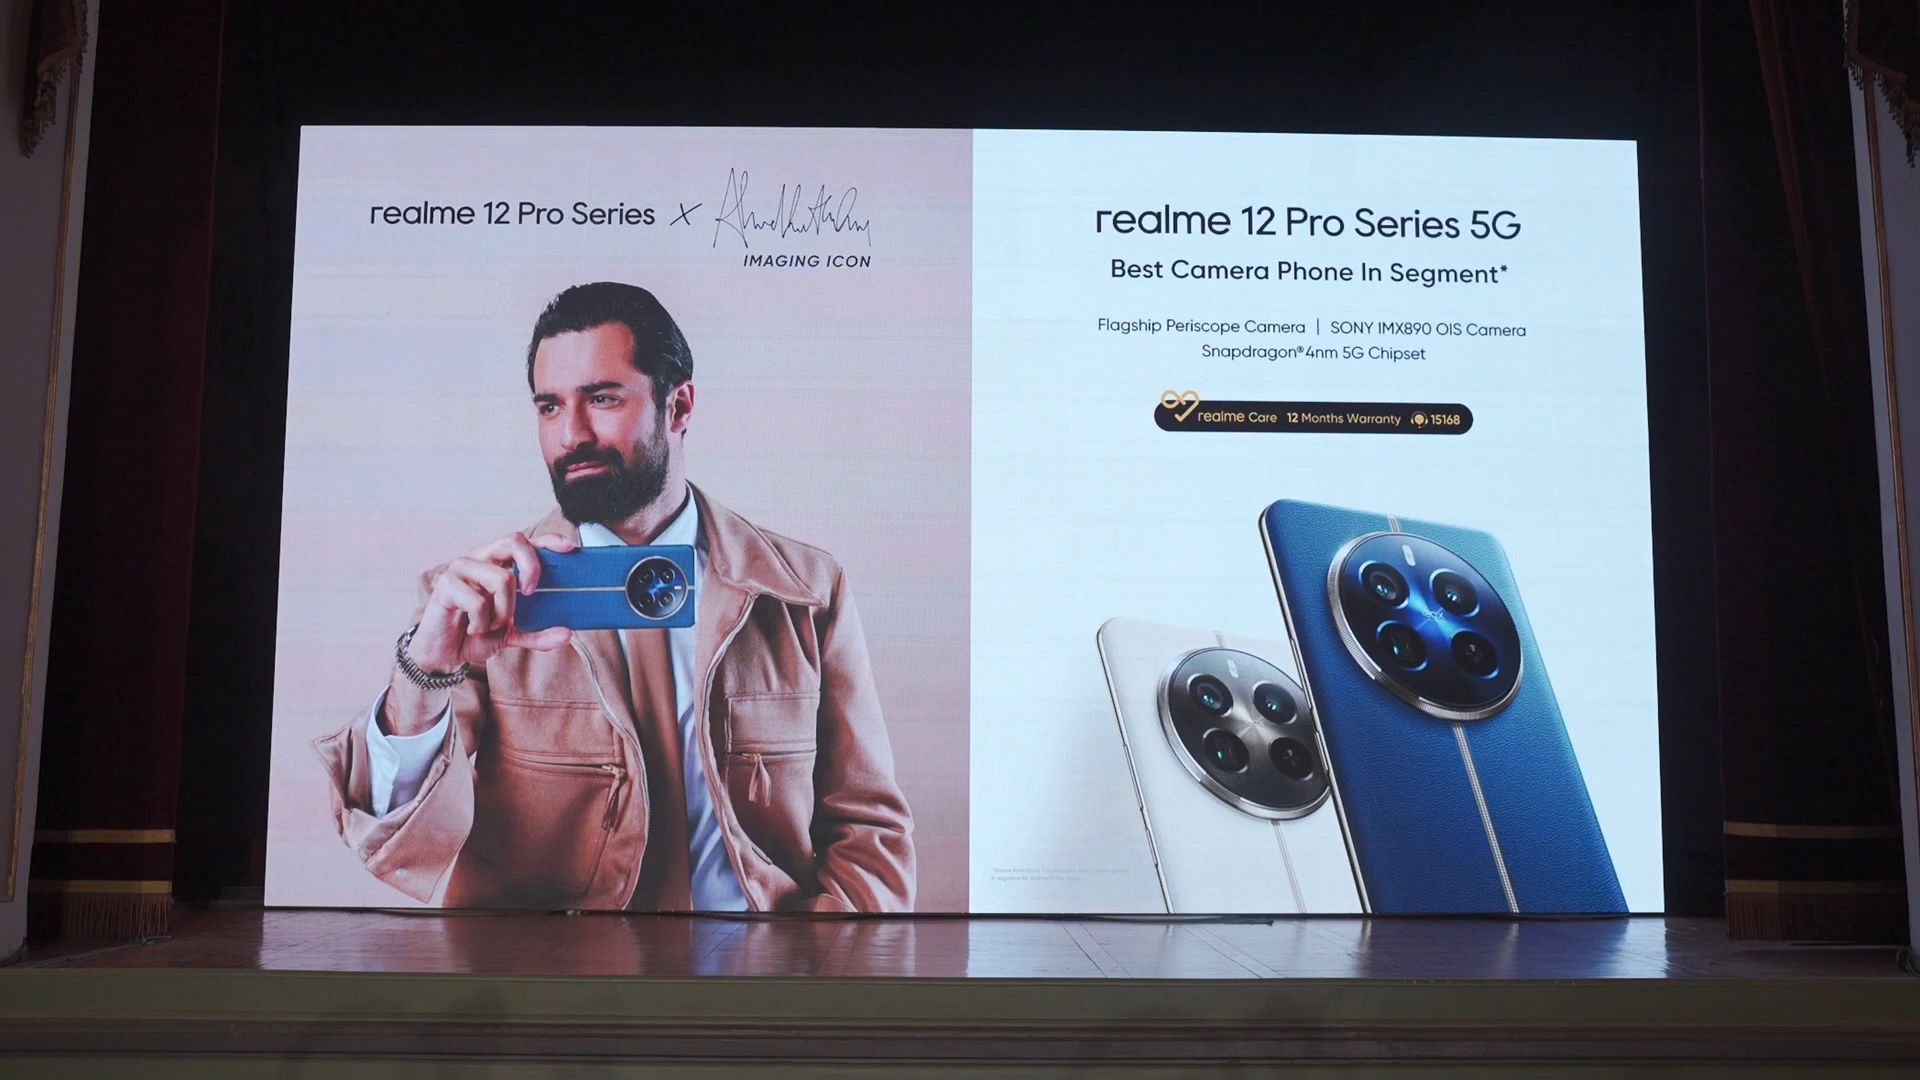 realme 12 Pro Series X
IMAGING ICON
realme 12 Pro Series 5G
Best Camera Phone In Segment*
Flagship Periscope Camera | SONY IMX890 OIS Camera
Snapdragon® 4nm 5G Chipset
realme Care 12 Months Warranty 15168